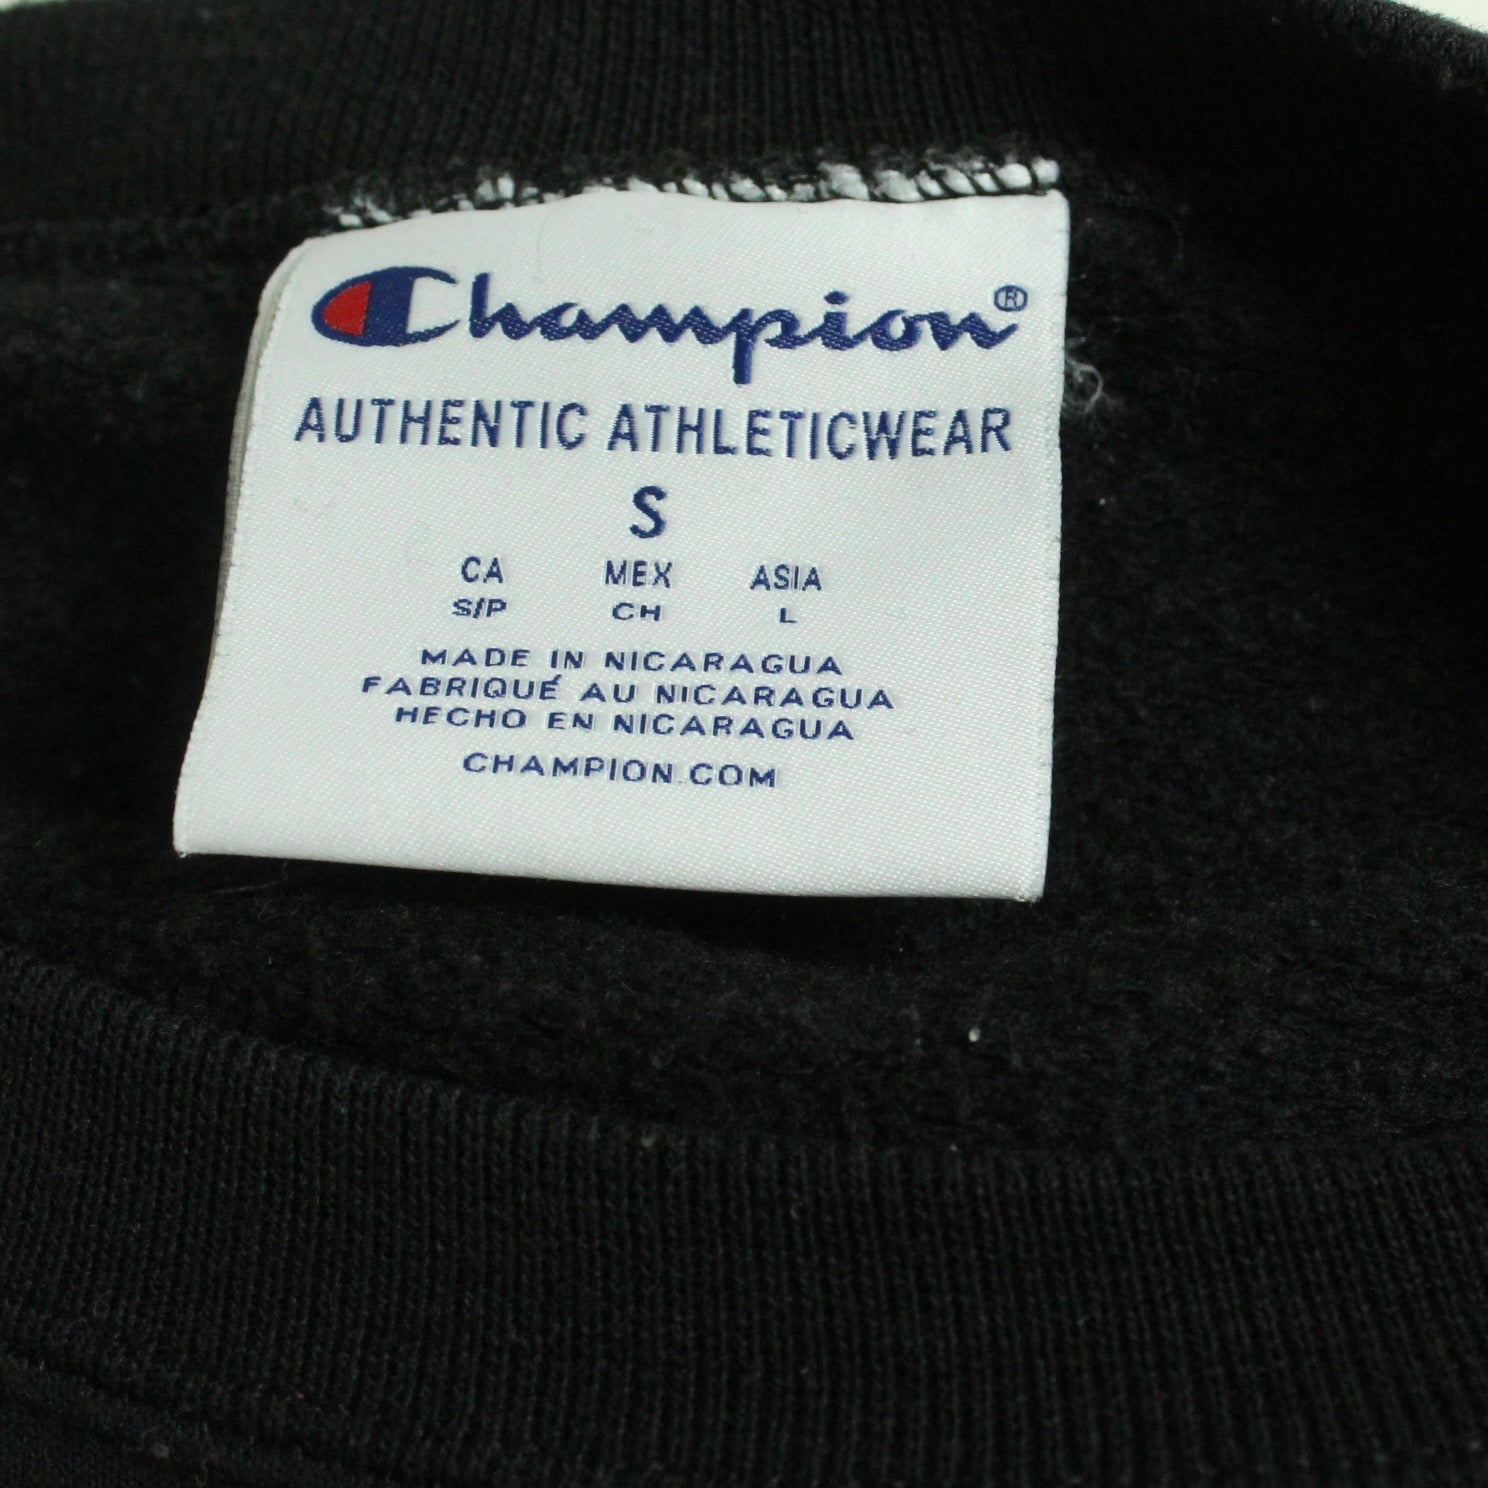 Champion®
AUTHENTIC ATHLETICWEAR
S
CA MEX ASIA
S/P CH L
MADE IN NICARAGUA
FABRIQUÉ AU NICARAGUA
HECHO EN NICARAGUA
CHAMPION.COM